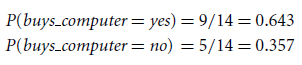 P(buys_computer = yes) = 9/14 = 0.643
P(buys_computer = no) = 5/14 = 0.357